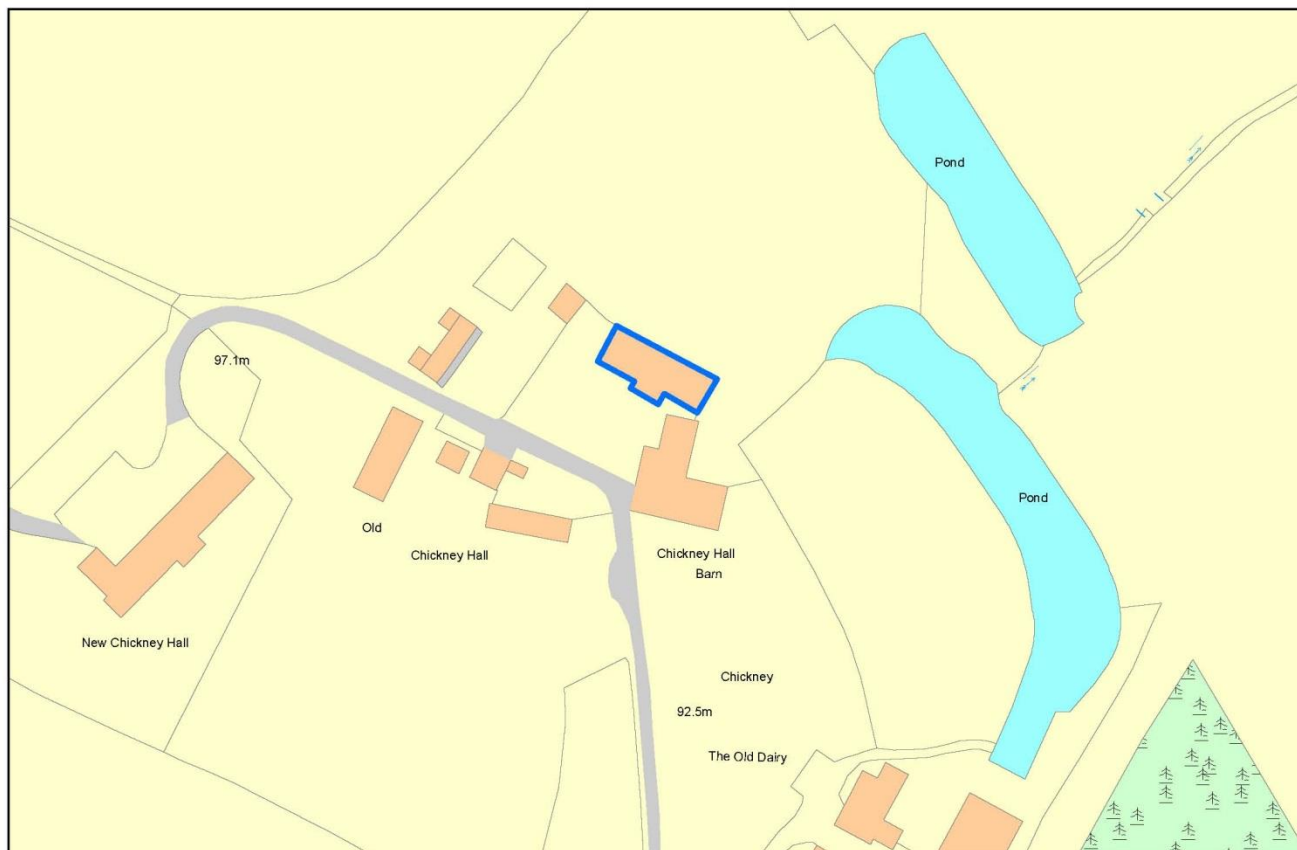 Pond
97.1m
Pond
Old
Chickney Hall
Chickney Hall
Barn
New Chickney Hall
Chickney
92.5m
The Old Dairy